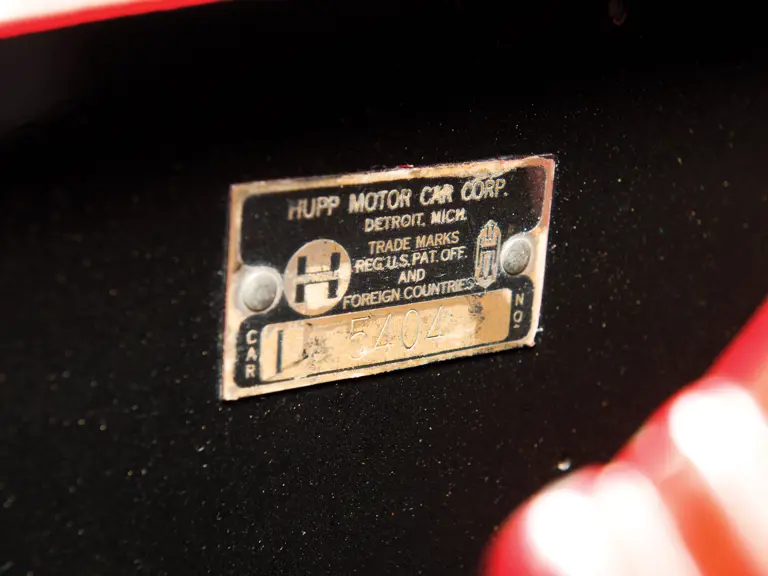 HUPP MOTOR CAR CORP.
DETROIT, MICH.
TRADE MARKS
REG. U.S. PAT. OFF.
AND
FOREIGN COUNTRIES
H
CAR 5404 NO